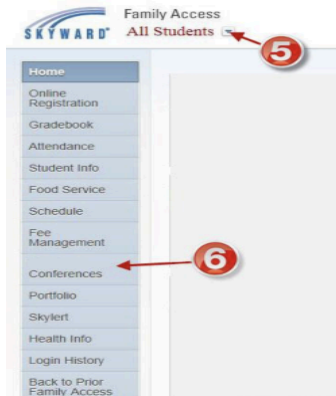 Family Access
SKYWARD®
All Students
5
Home
Online
Registration
Gradebook
Attendance
Student Info
Food Service
Schedule
Fee
Management
6
Conferences
Portfolio
Skylert
Health Info
Login History
Back to Prior
Family Access